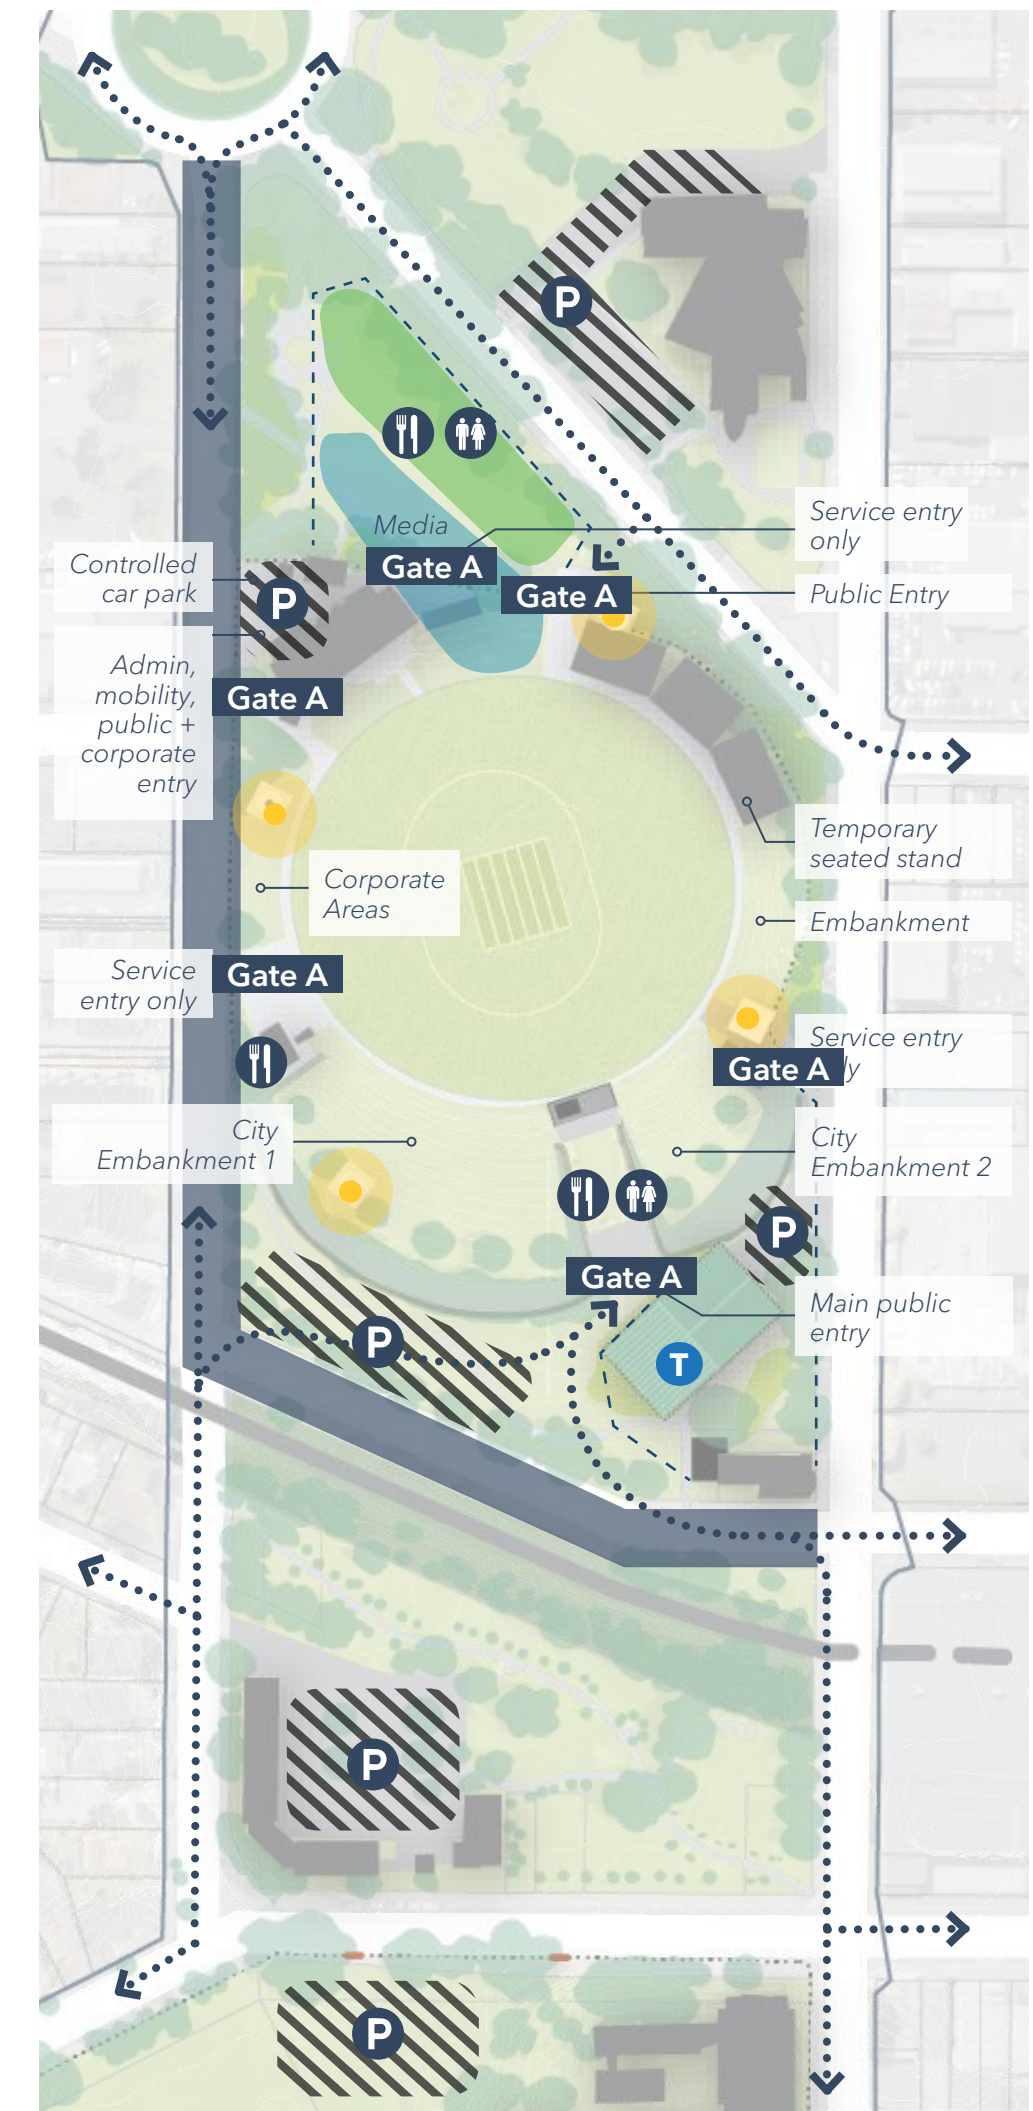 P
Media
Service entry
only
Gate A
Controlled
car park
P
Gate A
Public Entry
Admin,
mobility,
public +
corporate
entry
Gate A
Temporary
seated stand
Corporate
Areas
Embankment
Service
entry only
Gate A
Service entry
ly
Gate A
City
Embankment 1
City
Embankment 2
P
Gate A
Main public
entry
P
T
P
P